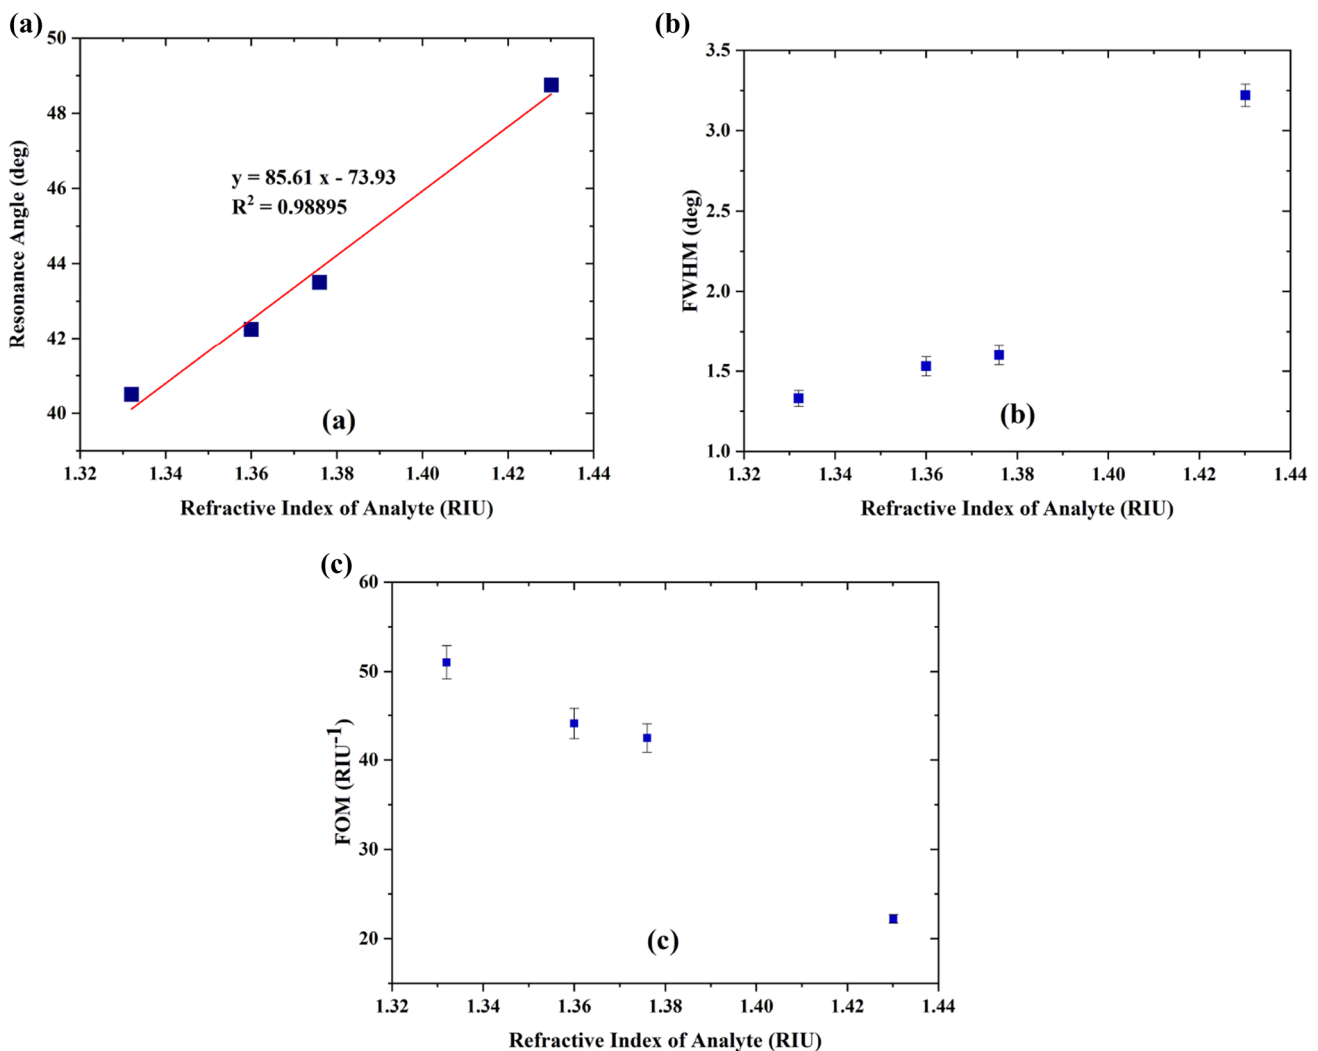 (a)
50
48
46
44
42
40
Resonance Angle (deg)
y = 85.61 x - 73.93
R² = 0.98895
(a)
1.32 1.34 1.36 1.38 1.40 1.42 1.44
Refractive Index of Analyte (RIU)
(b)
3.5
3.0
2.5
2.0
1.5
1.0
FWHM (deg)
(b)
1.32 1.34 1.36 1.38 1.40 1.42 1.44
Refractive Index of Analyte (RIU)
(c)
60
50
40
30
20
FOM (RIU⁻¹)
(c)
1.32 1.34 1.36 1.38 1.40 1.42 1.44
Refractive Index of Analyte (RIU)